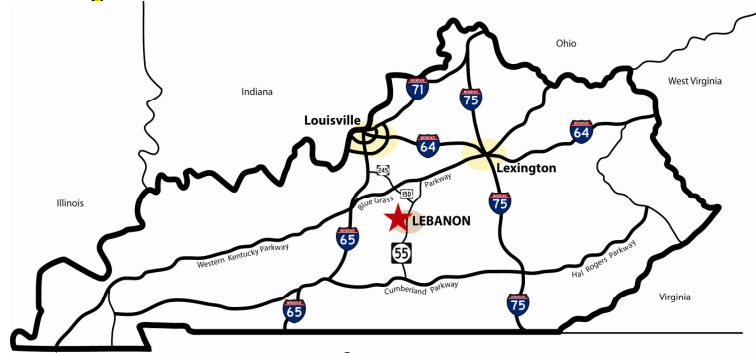 Ohio
Indiana
West Virginia
71
75
Louisville
64
64
Lexington
245
Parkway
150
Blue Grass
75
Illinois
LEBANON
65
Western Kentucky Parkway
55
Hal Rogers Parkway
Cumberland Parkway
Virginia
65
75